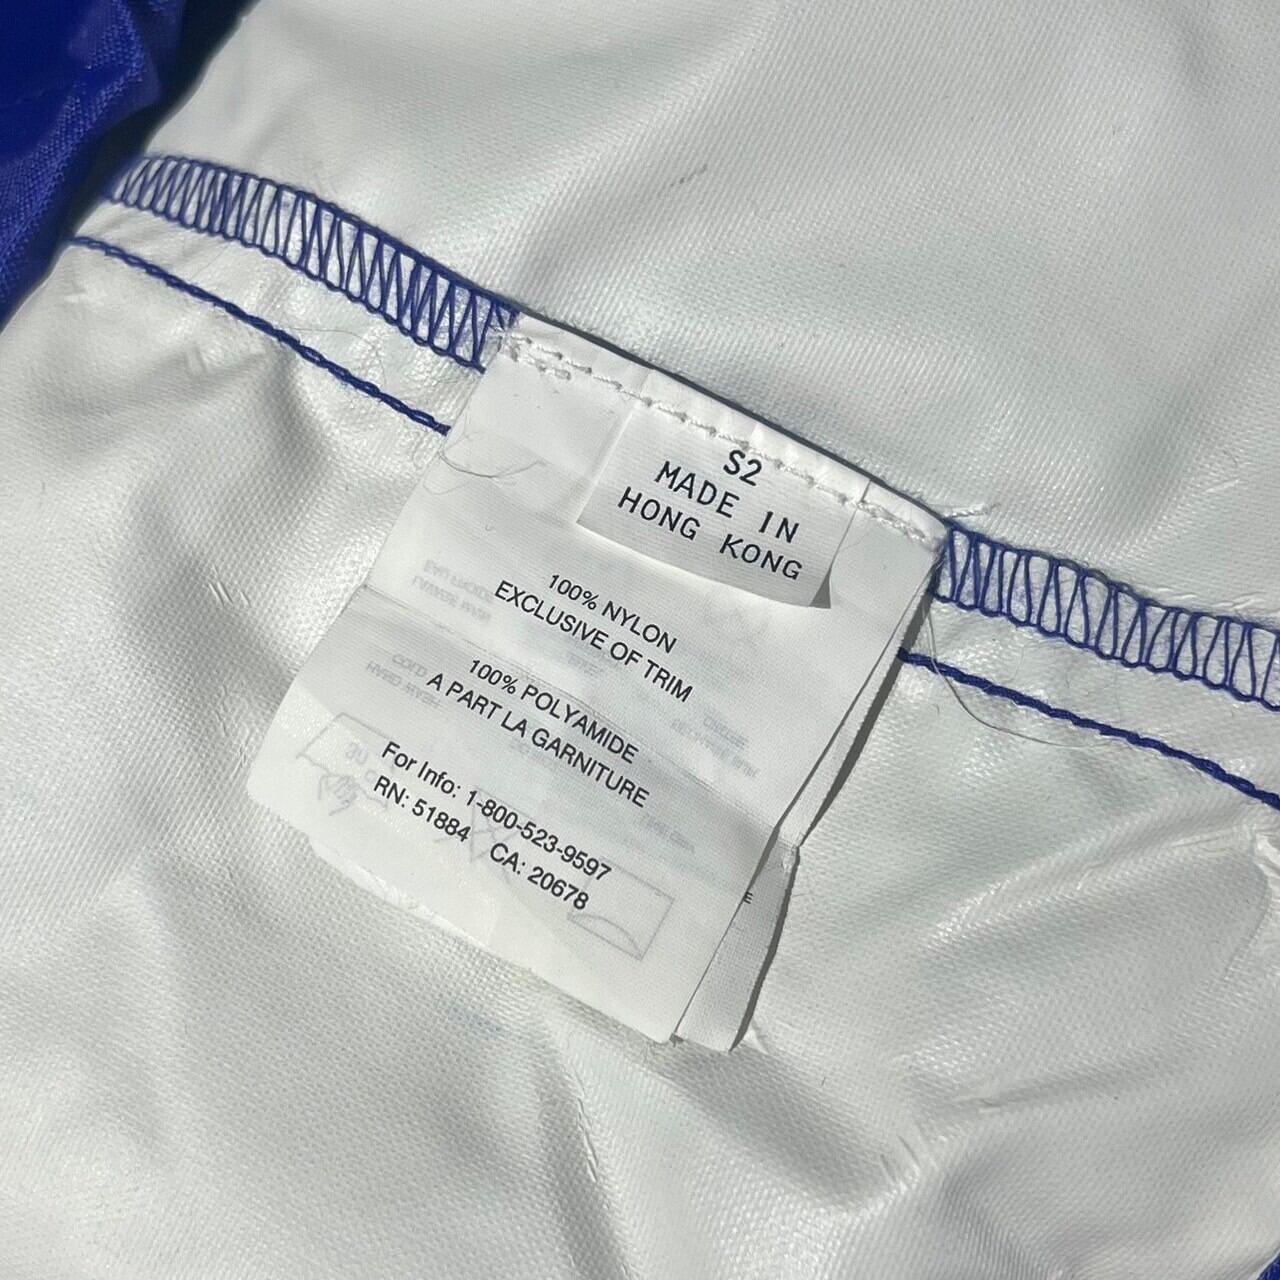 S2
MADE IN
HONG KONG
100% NYLON
EXCLUSIVE OF TRIM
100% POLYAMIDE
A PART LA GARNITURE
For Info: 1-800-523-9597
RN: 51884 CA: 20678
E